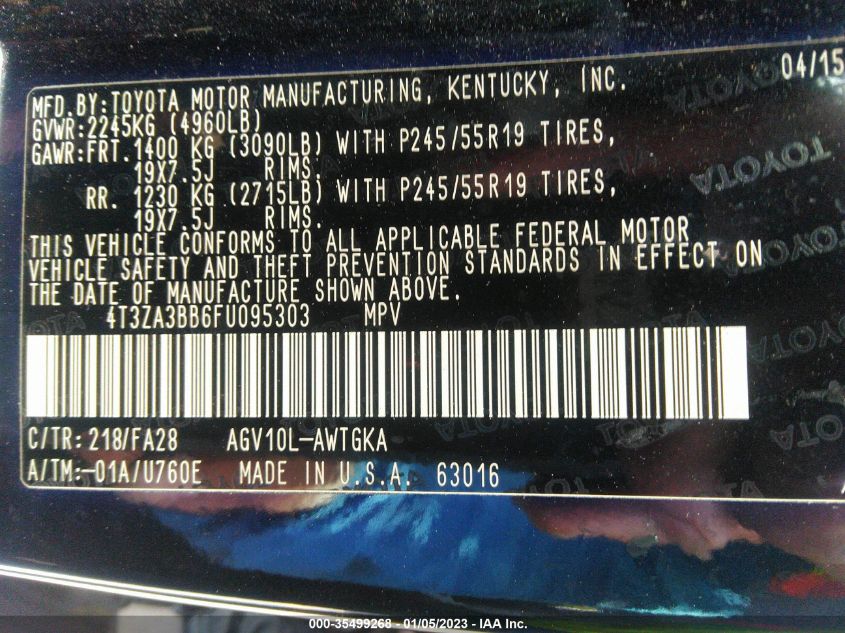 04/15
MFD.BY:TOYOTA MOTOR MANUFACTURING, KENTUCKY, INC.
GVWR:2245KG (4960LB)
GAWR:FRT.1400 KG (3090LB) WITH P245/55R19 TIRES,
19X7.5J RIMS.
RR. 1230 KG (2715LB) WITH P245/55R19 TIRES,
19X7.5J RIMS.
THIS VEHICLE CONFORMS TO ALL APPLICABLE FEDERAL MOTOR
VEHICLE SAFETY AND THEFT PREVENTION STANDARDS IN EFFECT ON
THE DATE OF MANUFACTURE SHOWN ABOVE.
4T3ZA3BB6FU095303 MPV
C/TR:218/FA28 AGV10L-AWTGKA
A/TM:-01A/U760E MADE IN U.S.A. 63016
TOYOTA
TOYOTA
000-35499268 - 01/05/2023 - IAA Inc.